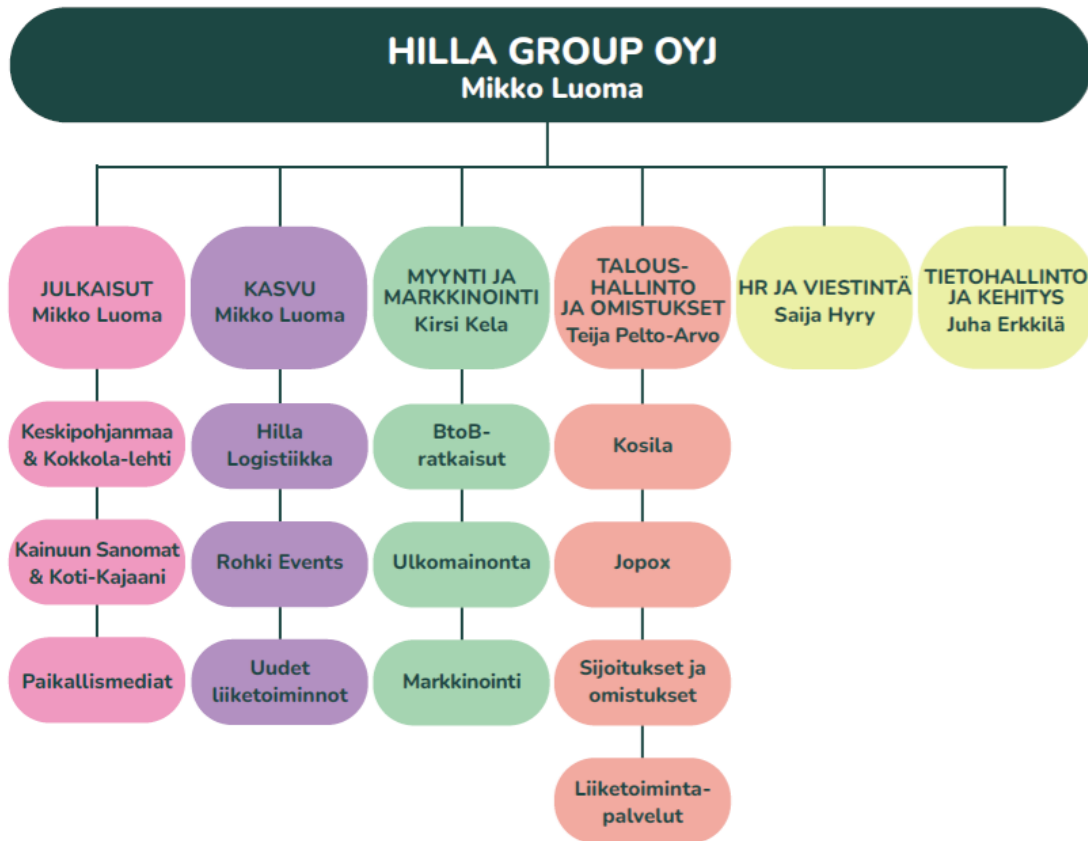 HILLA GROUP OYJ
Mikko Luoma
JULKAISUT
Mikko Luoma
KASVU
Mikko Luoma
MYYNTI JA
MARKKINOINTI
Kirsi Kela
TALOUS-
HALLINTO
JA OMISTUKSET
Teija Pelto-Arvo
HR JA VIESTINTÄ
Saija Hyry
TIETOHALLINTO
JA KEHITYS
Juha Erkkilä
Keskipohjanmaa
& Kokkola-lehti
Hilla
Logistiikka
BtoB-
ratkaisut
Kosila
Kainuun Sanomat
& Koti-Kajaani
Rohki Events
Ulkomainonta
Jopox
Paikallismediat
Uudet
liiketoiminnot
Markkinointi
Sijoitukset ja
omistukset
Liiketoiminta-
palvelut